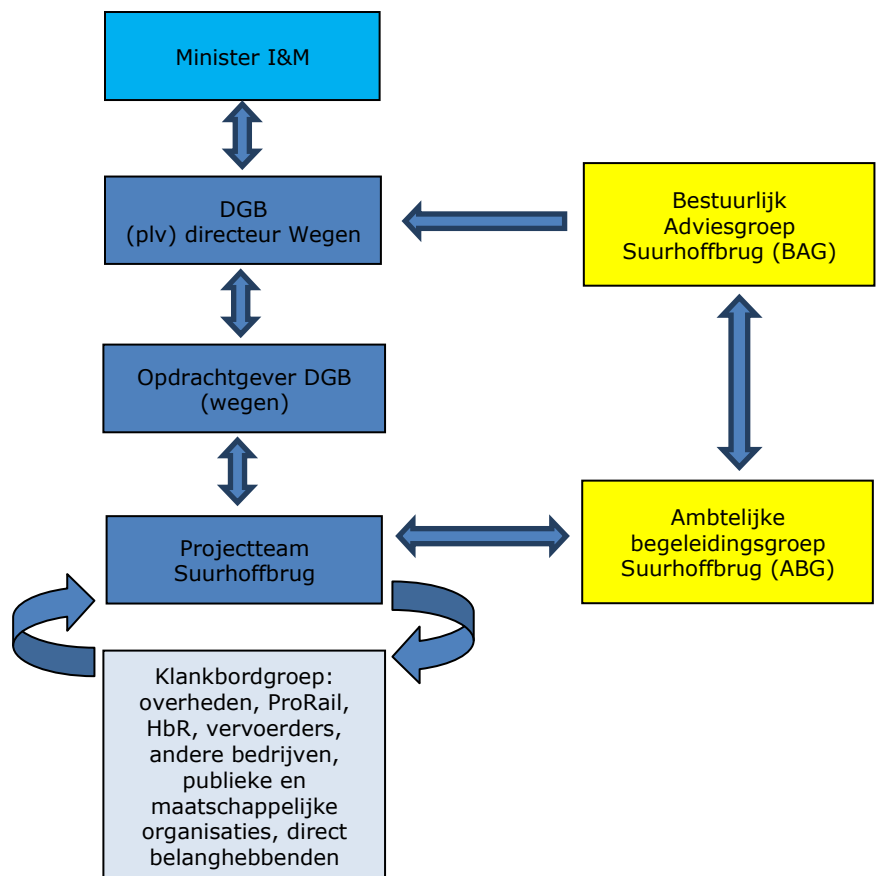 Minister I&M
DGB
(plv) directeur Wegen
Bestuurlijk
Adviesgroep
Suurhoffbrug (BAG)
Opdrachtgever DGB
(wegen)
Projectteam
Suurhoffbrug
Ambtelijke
begeleidingsgroep
Suurhoffbrug (ABG)
Klankbordgroep:
overheden, ProRail,
HbR, vervoerders,
andere bedrijven,
publieke en
maatschappelijke
organisaties, direct
belanghebbenden